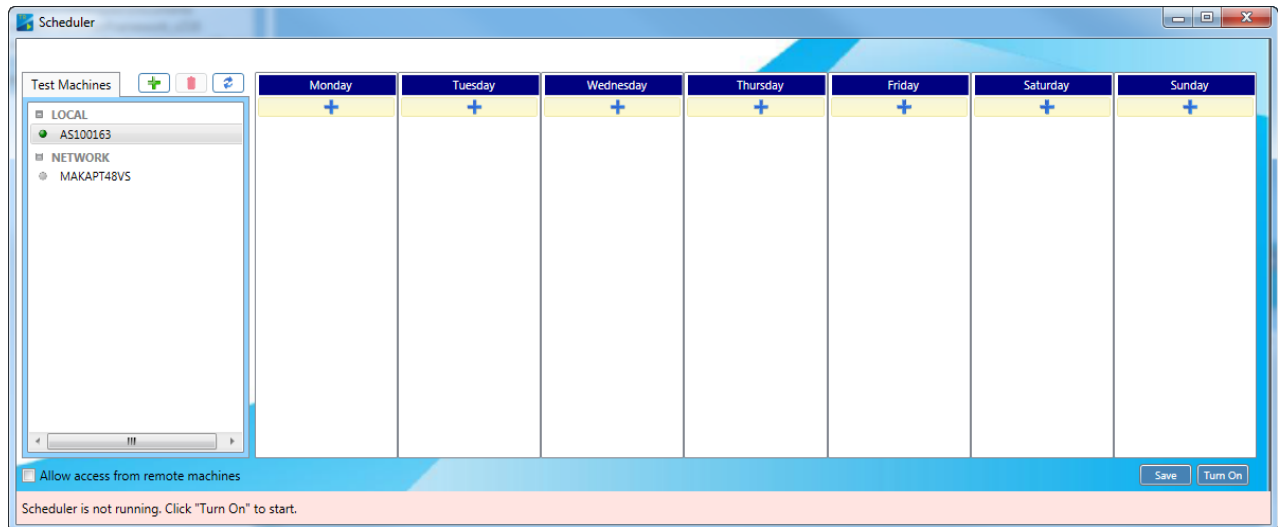 Scheduler
Test Machines
Monday Tuesday Wednesday Thursday Friday Saturday Sunday
LOCAL
AS100163
NETWORK
MAKAPT48VS
Allow access from remote machines
Save Turn On
Scheduler is not running. Click "Turn On" to start.